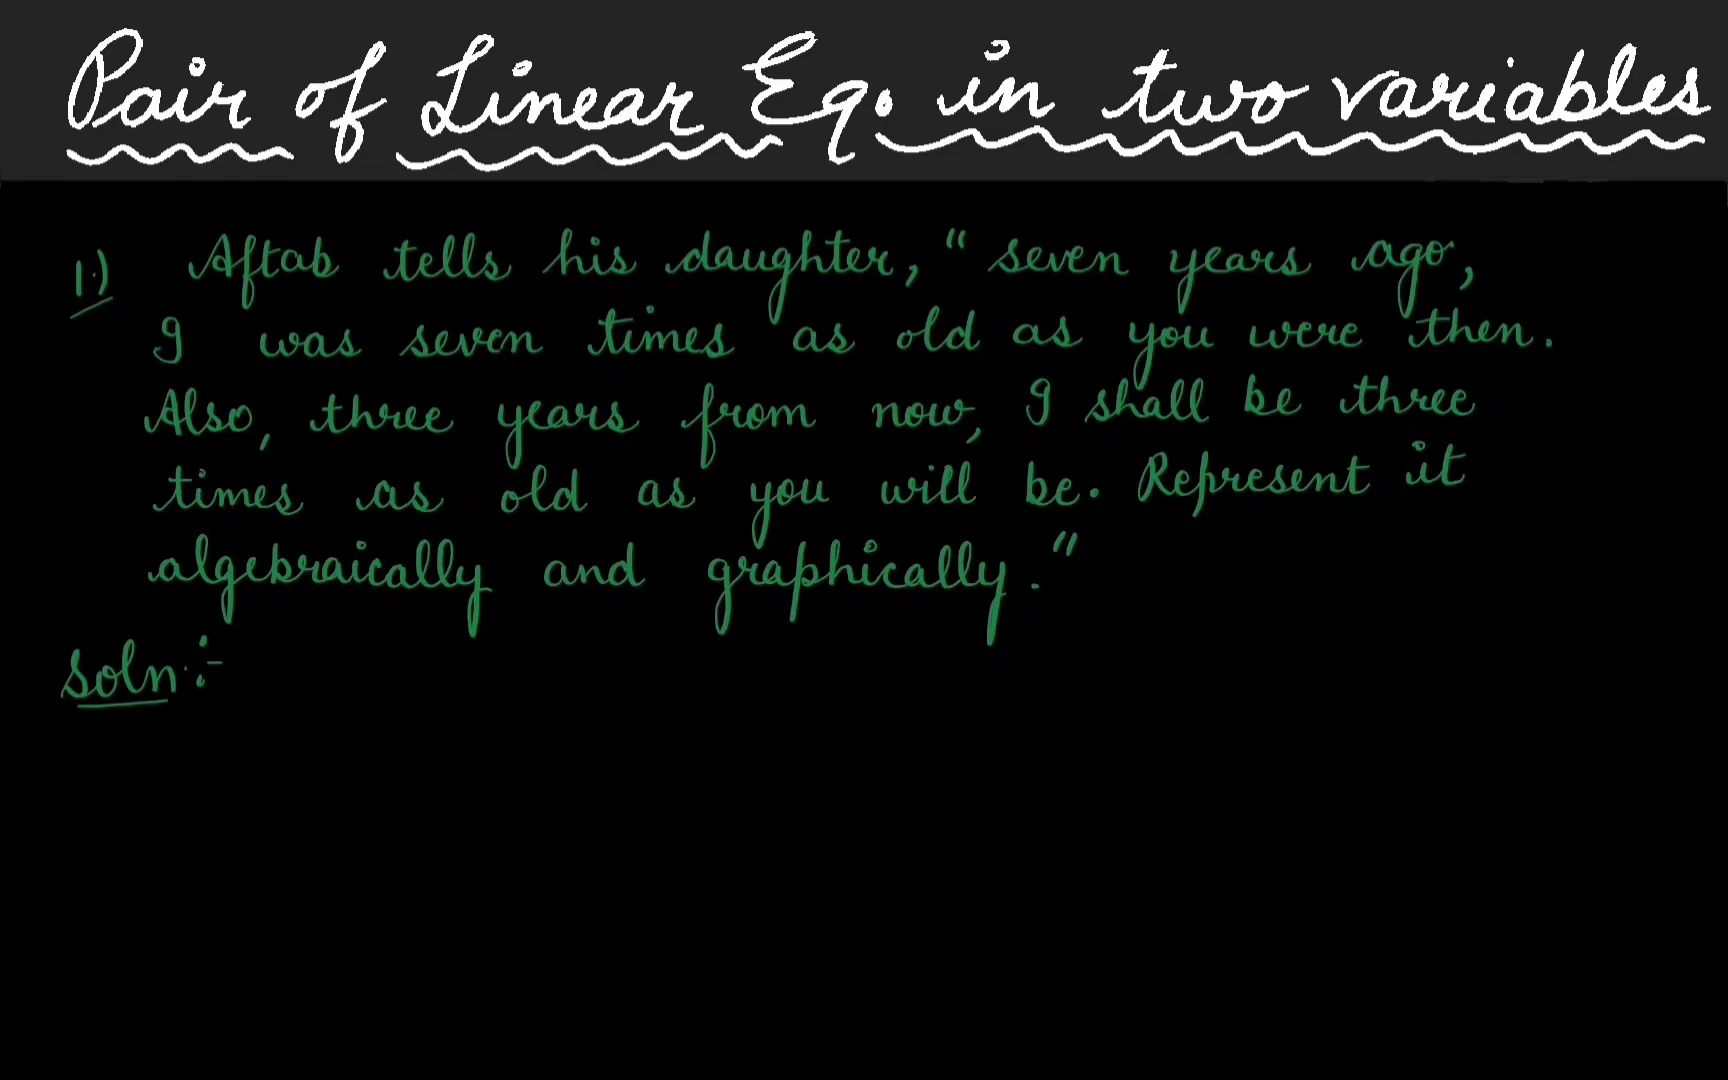 Pair of Linear Eq. in two variables
1.) Aftab tells his daughter, "seven years ago,
I was seven times as old as you were then.
Also, three years from now, I shall be three
times as old as you will be. Represent it
algebraically and graphically."
Soln :-